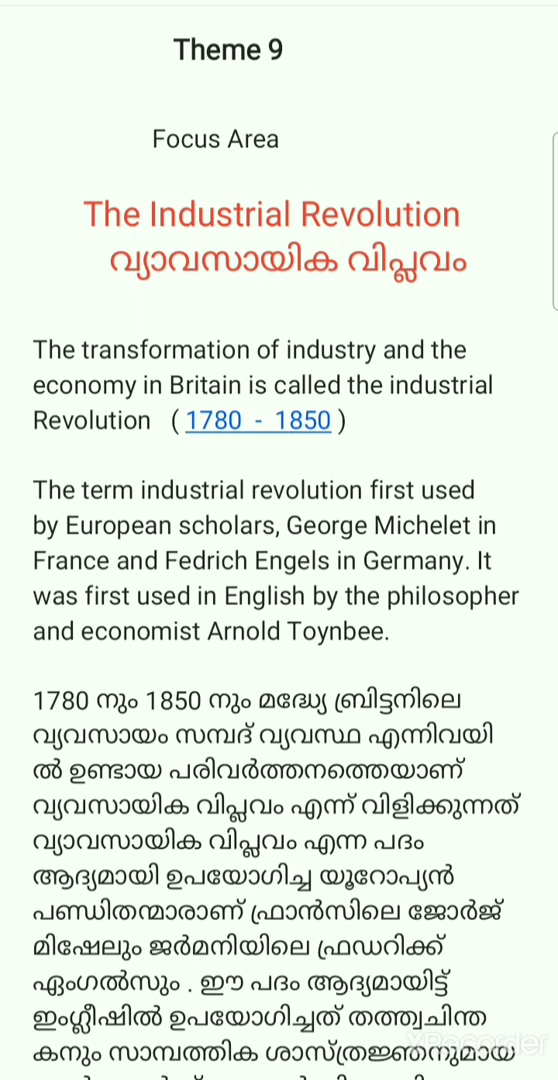 Theme 9
Focus Area
The Industrial Revolution
വ്യാവസായിക വിപ്ലവം
The transformation of industry and the
economy in Britain is called the industrial
Revolution ( 1780 - 1850 )
The term industrial revolution first used
by European scholars, George Michelet in
France and Fedrich Engels in Germany. It
was first used in English by the philosopher
and economist Arnold Toynbee.
1780 നും 1850 നും മദ്ധ്യേ ബ്രിട്ടനിലെ
വ്യവസായം സമ്പദ് വ്യവസ്ഥ എന്നിവയി
ൽ ഉണ്ടായ പരിവർത്തനത്തെയാണ്
വ്യവസായിക വിപ്ലവം എന്ന് വിളിക്കുന്നത്
വ്യാവസായിക വിപ്ലവം എന്ന പദം
ആദ്യമായി ഉപയോഗിച്ച യൂറോപ്യൻ
പണ്ഡിതന്മാരാണ് ഫ്രാൻസിലെ ജോർജ്
മിഷേലും ജർമനിയിലെ ഫ്രഡറിക്ക്
ഏംഗൽസും . ഈ പദം ആദ്യമായിട്ട്
ഇംഗ്ലീഷിൽ ഉപയോഗിച്ചത് തത്ത്വചിന്ത
കനും സാമ്പത്തിക ശാസ്ത്രജ്ഞനുമായ
XRecorder